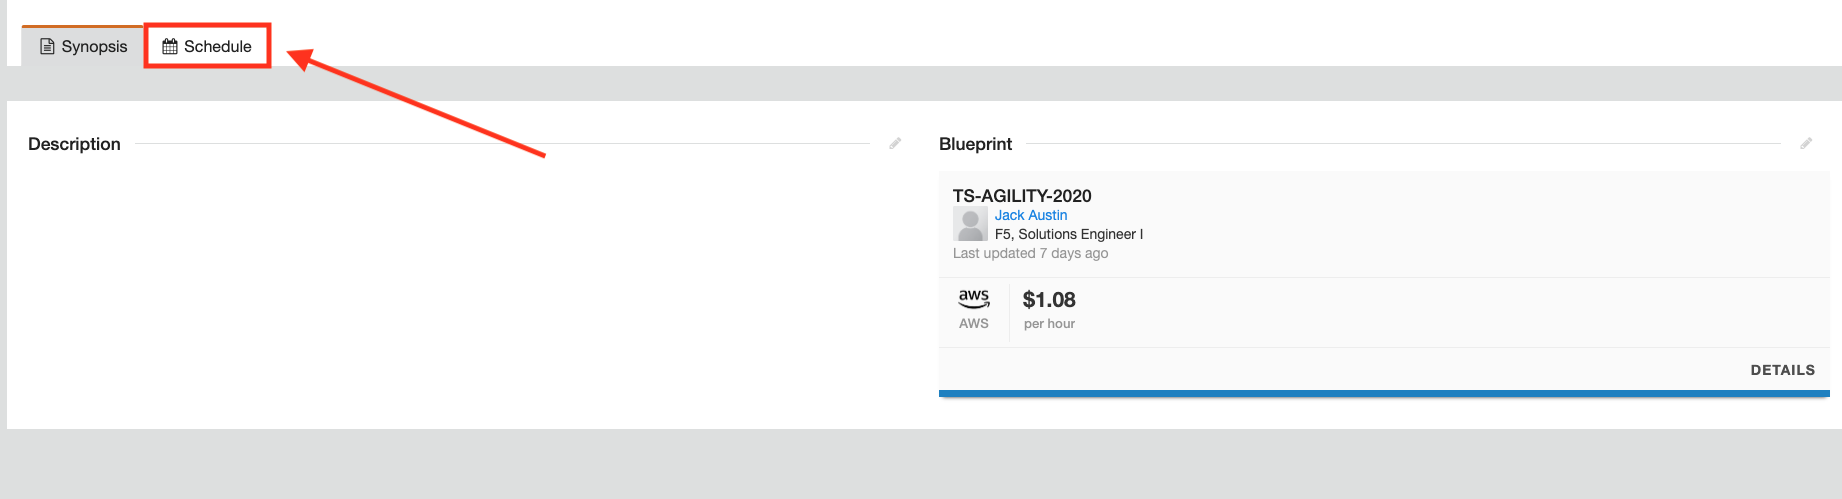 Synopsis
Schedule
Description
Blueprint
TS-AGILITY-2020
Jack Austin
F5, Solutions Engineer I
Last updated 7 days ago
aws
AWS
$1.08
per hour
DETAILS